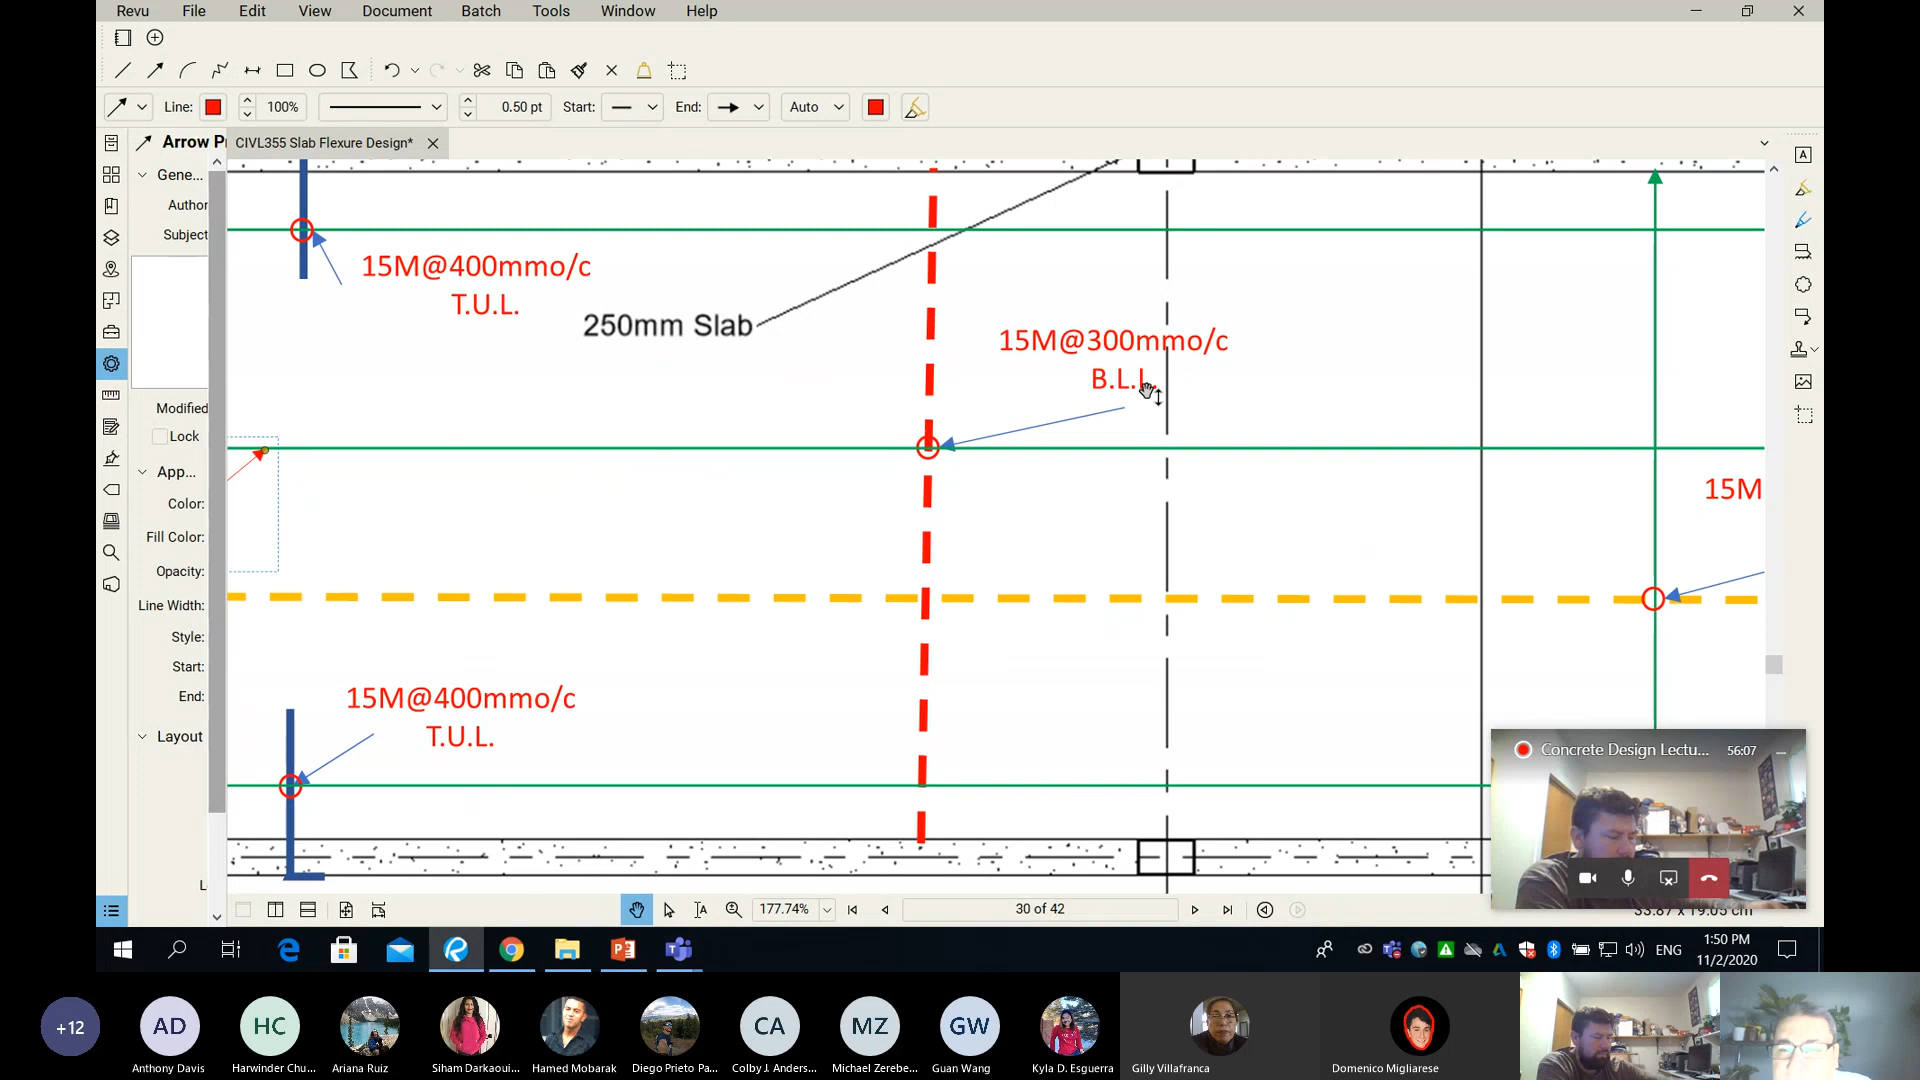 Revu File Edit View Document Batch Tools Window Help
Line: 100% 0.50 pt Start: End: Auto
Arrow P
CIVL355 Slab Flexure Design*
Gene...
Author
Subject
Modified
Lock
App...
Color:
Fill Color:
Opacity:
Line Width:
Style:
Start:
End:
Layout
15M@400mmo/c
T.U.L.
250mm Slab
15M@300mmo/c
B.L.L.
15M
15M@400mmo/c
T.U.L.
Concrete Design Lectu... 56:07
177.74% 30 of 42
33.87 x 19.05 cm
ENG
1:50 PM
11/2/2020
+12
AD
HC
CA
MZ
GW
Anthony Davis
Harwinder Chu...
Ariana Ruiz
Siham Darkaoui...
Hamed Mobarak
Diego Prieto Pa...
Colby J. Anders...
Michael Zerebe...
Guan Wang
Kyla D. Esguerra
Gilly Villafranca
Domenico Migliarese